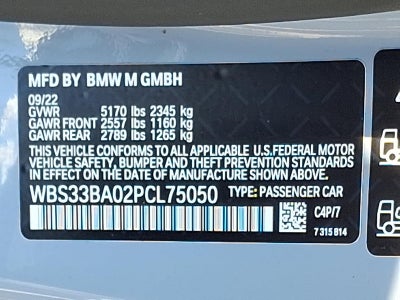 MFD BY BMW M GMBH
09/22
GVWR 5170 lbs 2345 kg
GAWR FRONT 2557 lbs 1160 kg
GAWR REAR 2789 lbs 1265 kg
THIS VEHICLE CONFORMS TO ALL APPLICABLE U.S. FEDERAL MOTOR
VEHICLE SAFETY, BUMPER AND THEFT PREVENTION STANDARDS
IN EFFECT ON THE DATE OF MANUFACTURE SHOWN ABOVE.
WBS33BA02PCL75050 TYPE: PASSENGER CAR
C4P/7
7 315 814